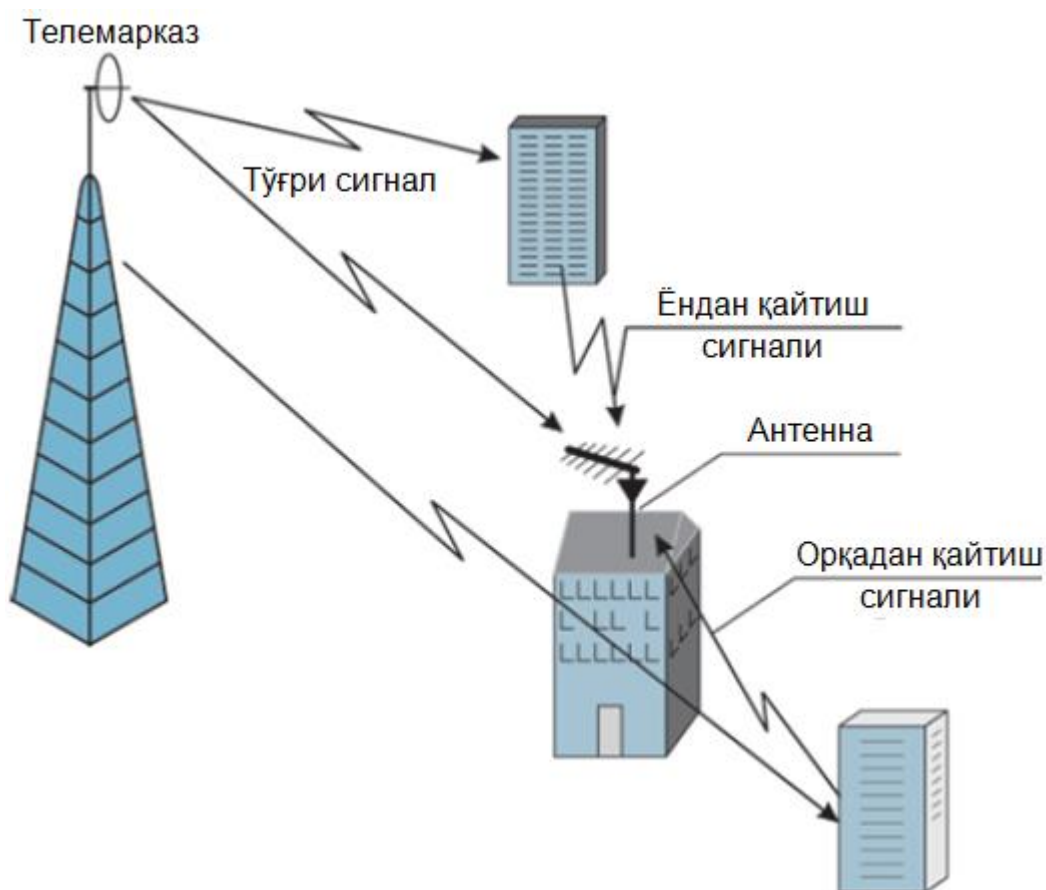 Телемарказ
Тўғри сигнал
Ёндан қайтиш
сигнали
Антенна
Орқадан қайтиш
сигнали